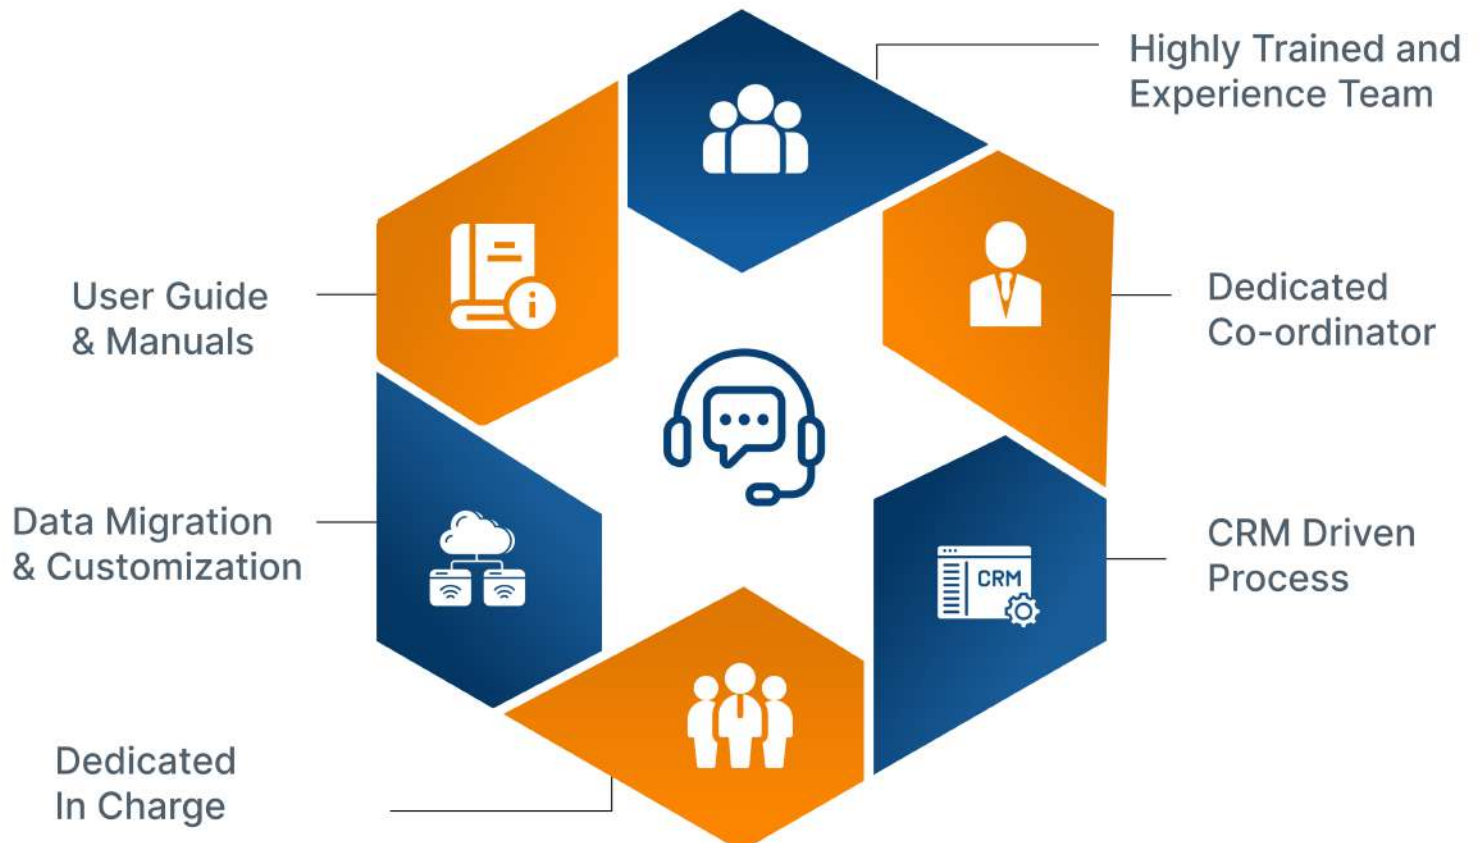 Highly Trained and
Experience Team
User Guide
& Manuals
Dedicated
Co-ordinator
Data Migration
& Customization
CRM
CRM Driven
Process
Dedicated
In Charge